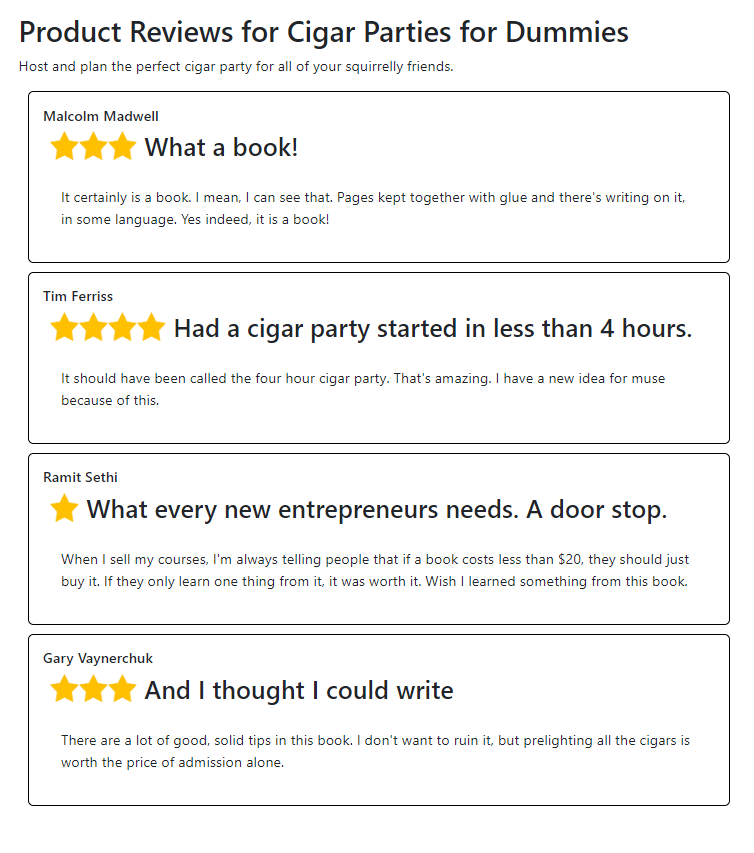 Product Reviews for Cigar Parties for Dummies
Host and plan the perfect cigar party for all of your squirrelly friends.
Malcolm Madwell
What a book!
It certainly is a book. I mean, I can see that. Pages kept together with glue and there's writing on it,
in some language. Yes indeed, it is a book!
Tim Ferriss
Had a cigar party started in less than 4 hours.
It should have been called the four hour cigar party. That's amazing. I have a new idea for muse
because of this.
Ramit Sethi
What every new entrepreneurs needs. A door stop.
When I sell my courses, I'm always telling people that if a book costs less than $20, they should just
buy it. If they only learn one thing from it, it was worth it. Wish I learned something from this book.
Gary Vaynerchuk
And I thought I could write
There are a lot of good, solid tips in this book. I don't want to ruin it, but prelighting all the cigars is
worth the price of admission alone.